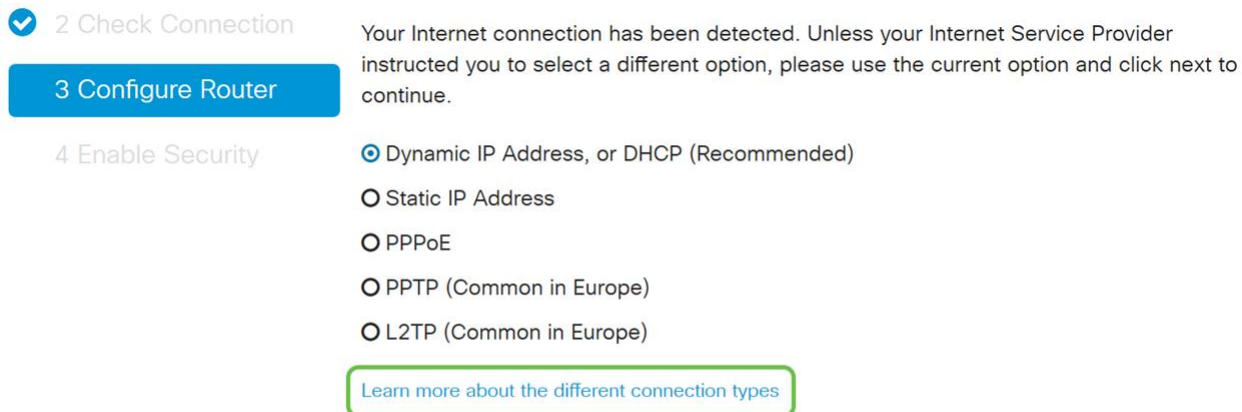 2 Check Connection
3 Configure Router
4 Enable Security
Your Internet connection has been detected. Unless your Internet Service Provider
instructed you to select a different option, please use the current option and click next to
continue.
Dynamic IP Address, or DHCP (Recommended)
Static IP Address
PPPoE
PPTP (Common in Europe)
L2TP (Common in Europe)
Learn more about the different connection types